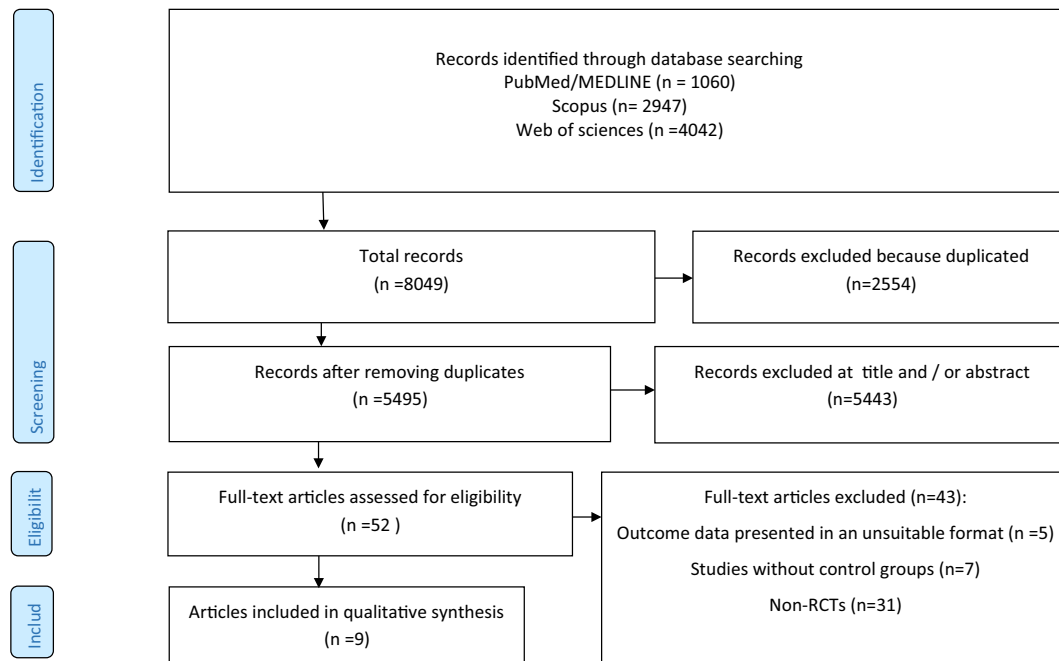 Identification
Records identified through database searching
PubMed/MEDLINE (n = 1060)
Scopus (n= 2947)
Web of sciences (n =4042)
Screening
Total records
(n =8049)
Records excluded because duplicated
(n=2554)
Records after removing duplicates
(n =5495)
Records excluded at title and / or abstract
(n=5443)
Eligibilit
Full-text articles assessed for eligibility
(n =52 )
Full-text articles excluded (n=43):
Outcome data presented in an unsuitable format (n =5)
Studies without control groups (n=7)
Non-RCTs (n=31)
Includ
Articles included in qualitative synthesis
(n =9)